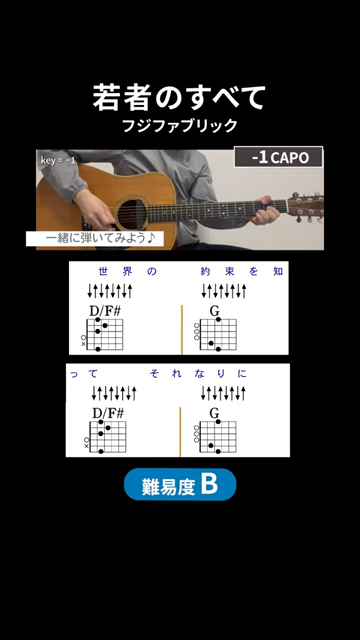 若者のすべて
フジファブリック
key = -1
-1 CAPO
一緒に弾いてみよう♪
世界の 約束を知
↓↑↓↑↓↑ ↓↑↓↑↓↑
D/F# G
って それなりに
↓↑↓↑↓↑ ↓↑↓↑↓↑
D/F# G
難易度 B